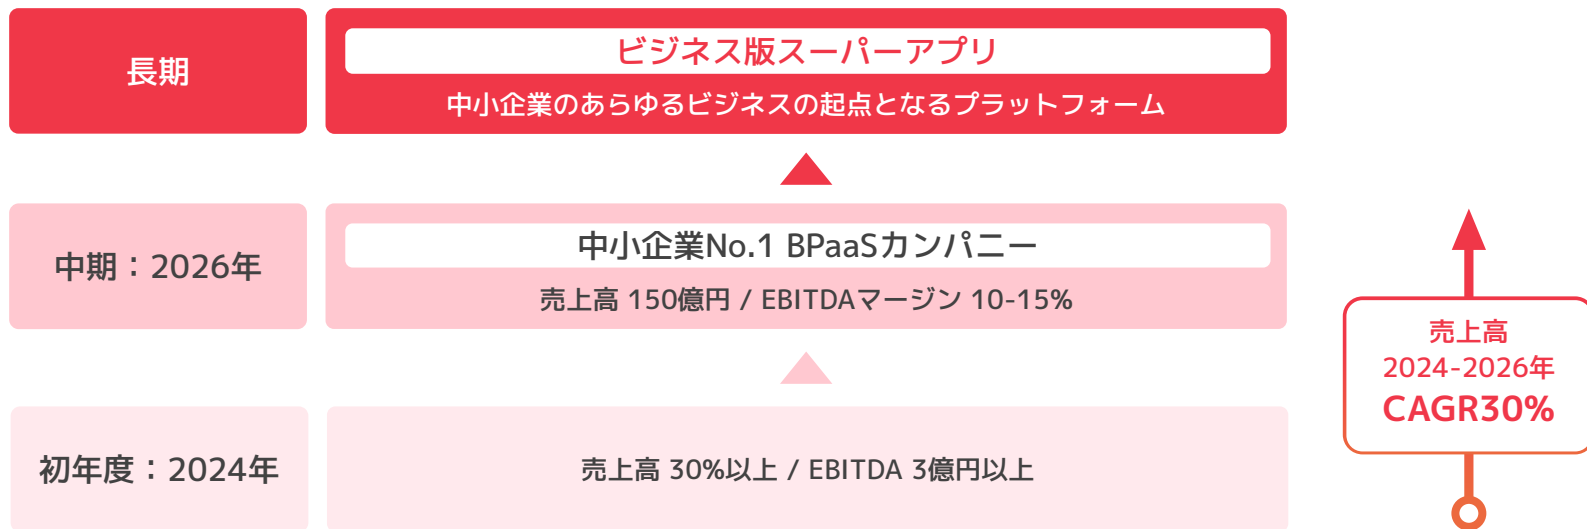 長期
ビジネス版スーパーアプリ
中小企業のあらゆるビジネスの起点となるプラットフォーム
中期：2026年
中小企業No.1 BPaaSカンパニー
売上高 150億円 / EBITDAマージン 10-15%
売上高
2024-2026年
CAGR30%
初年度：2024年
売上高 30%以上 / EBITDA 3億円以上